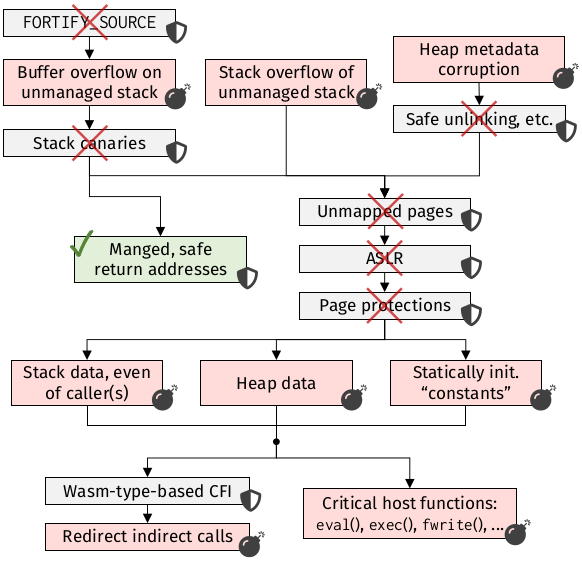 FORTIFY_SOURCE
Buffer overflow on
unmanaged stack
Stack overflow of
unmanaged stack
Heap metadata
corruption
Stack canaries
Safe unlinking, etc.
Manged, safe
return addresses
Unmapped pages
ASLR
Page protections
Stack data, even
of caller(s)
Heap data
Statically init.
“constants”
Wasm-type-based CFI
Redirect indirect calls
Critical host functions:
eval(), exec(), fwrite(), ...